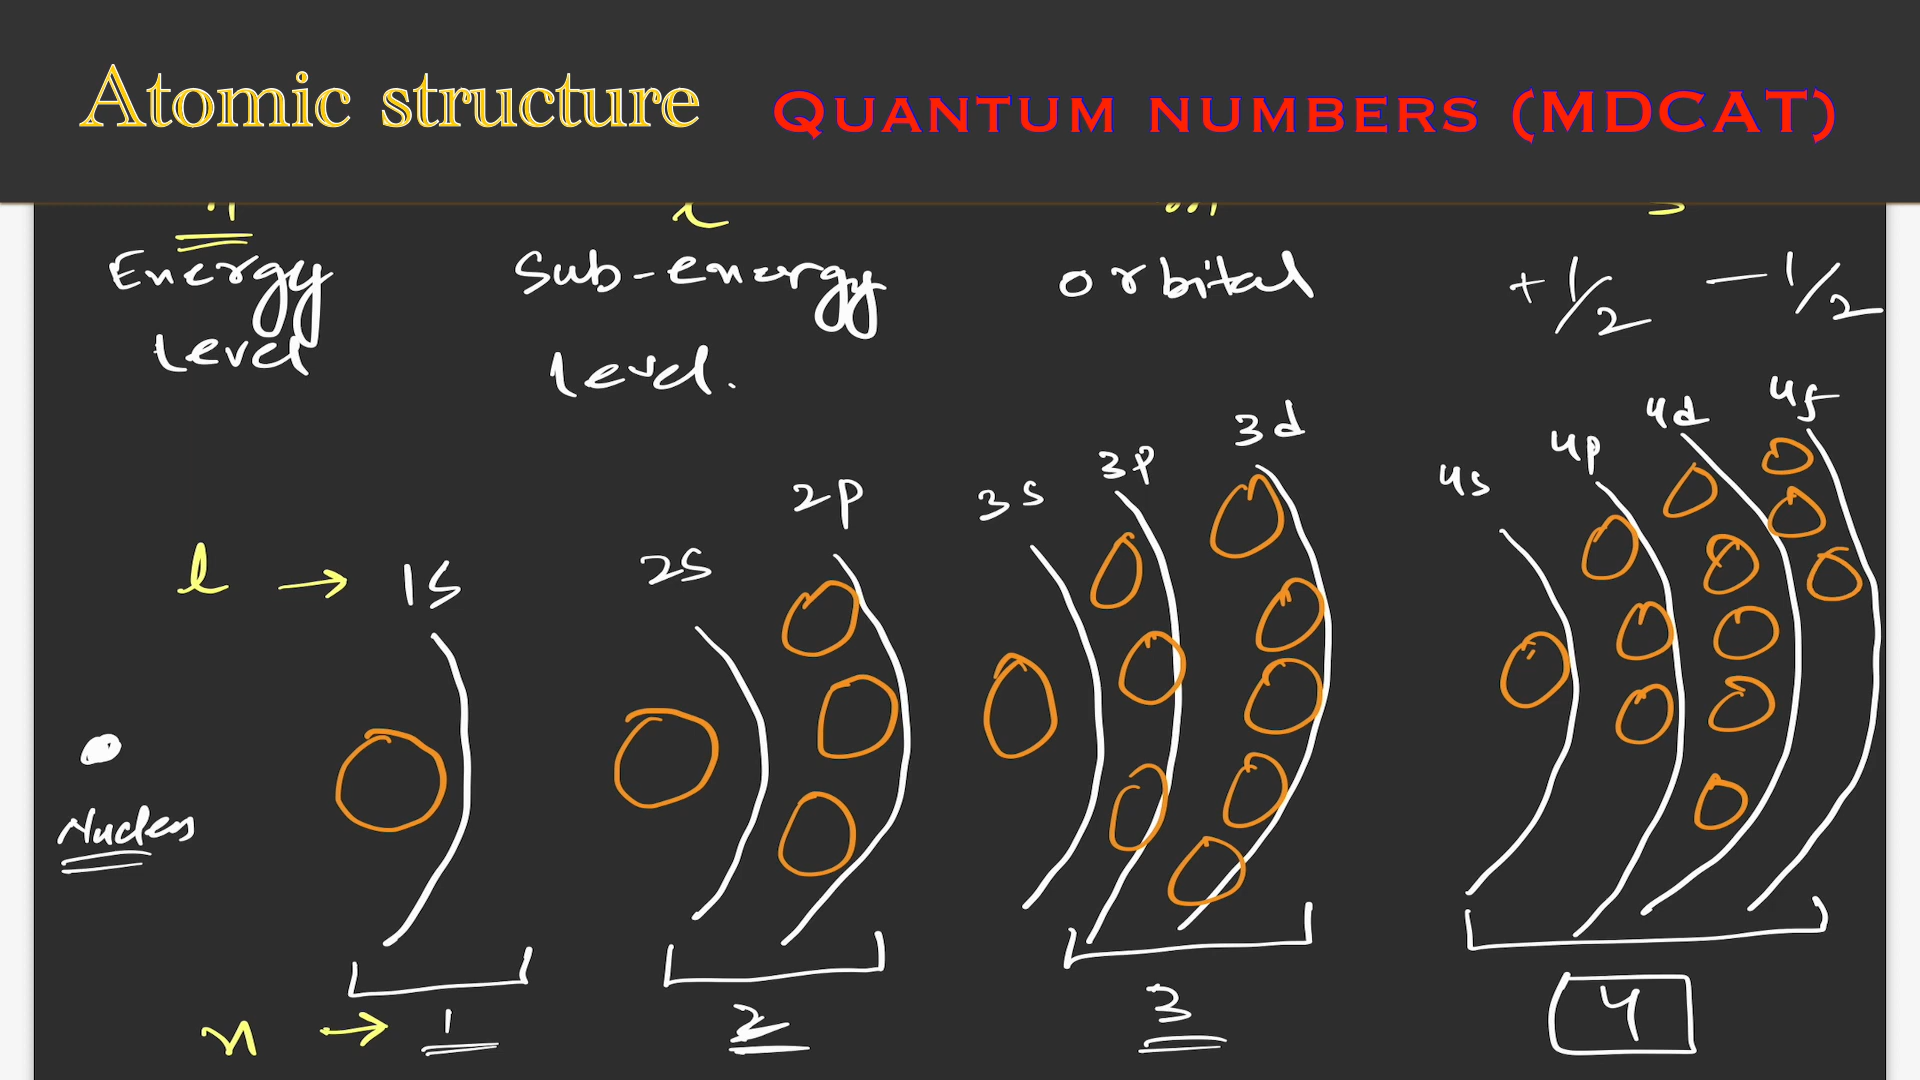 Atomic structure QUANTUM NUMBERS (MDCAT)
n l m s
Energy Level
Sub-energy level.
orbital
+1/2 -1/2
l → 1s 2s 2p 3s 3p 3d 4s 4p 4d 4f
n → 1 2 3 4